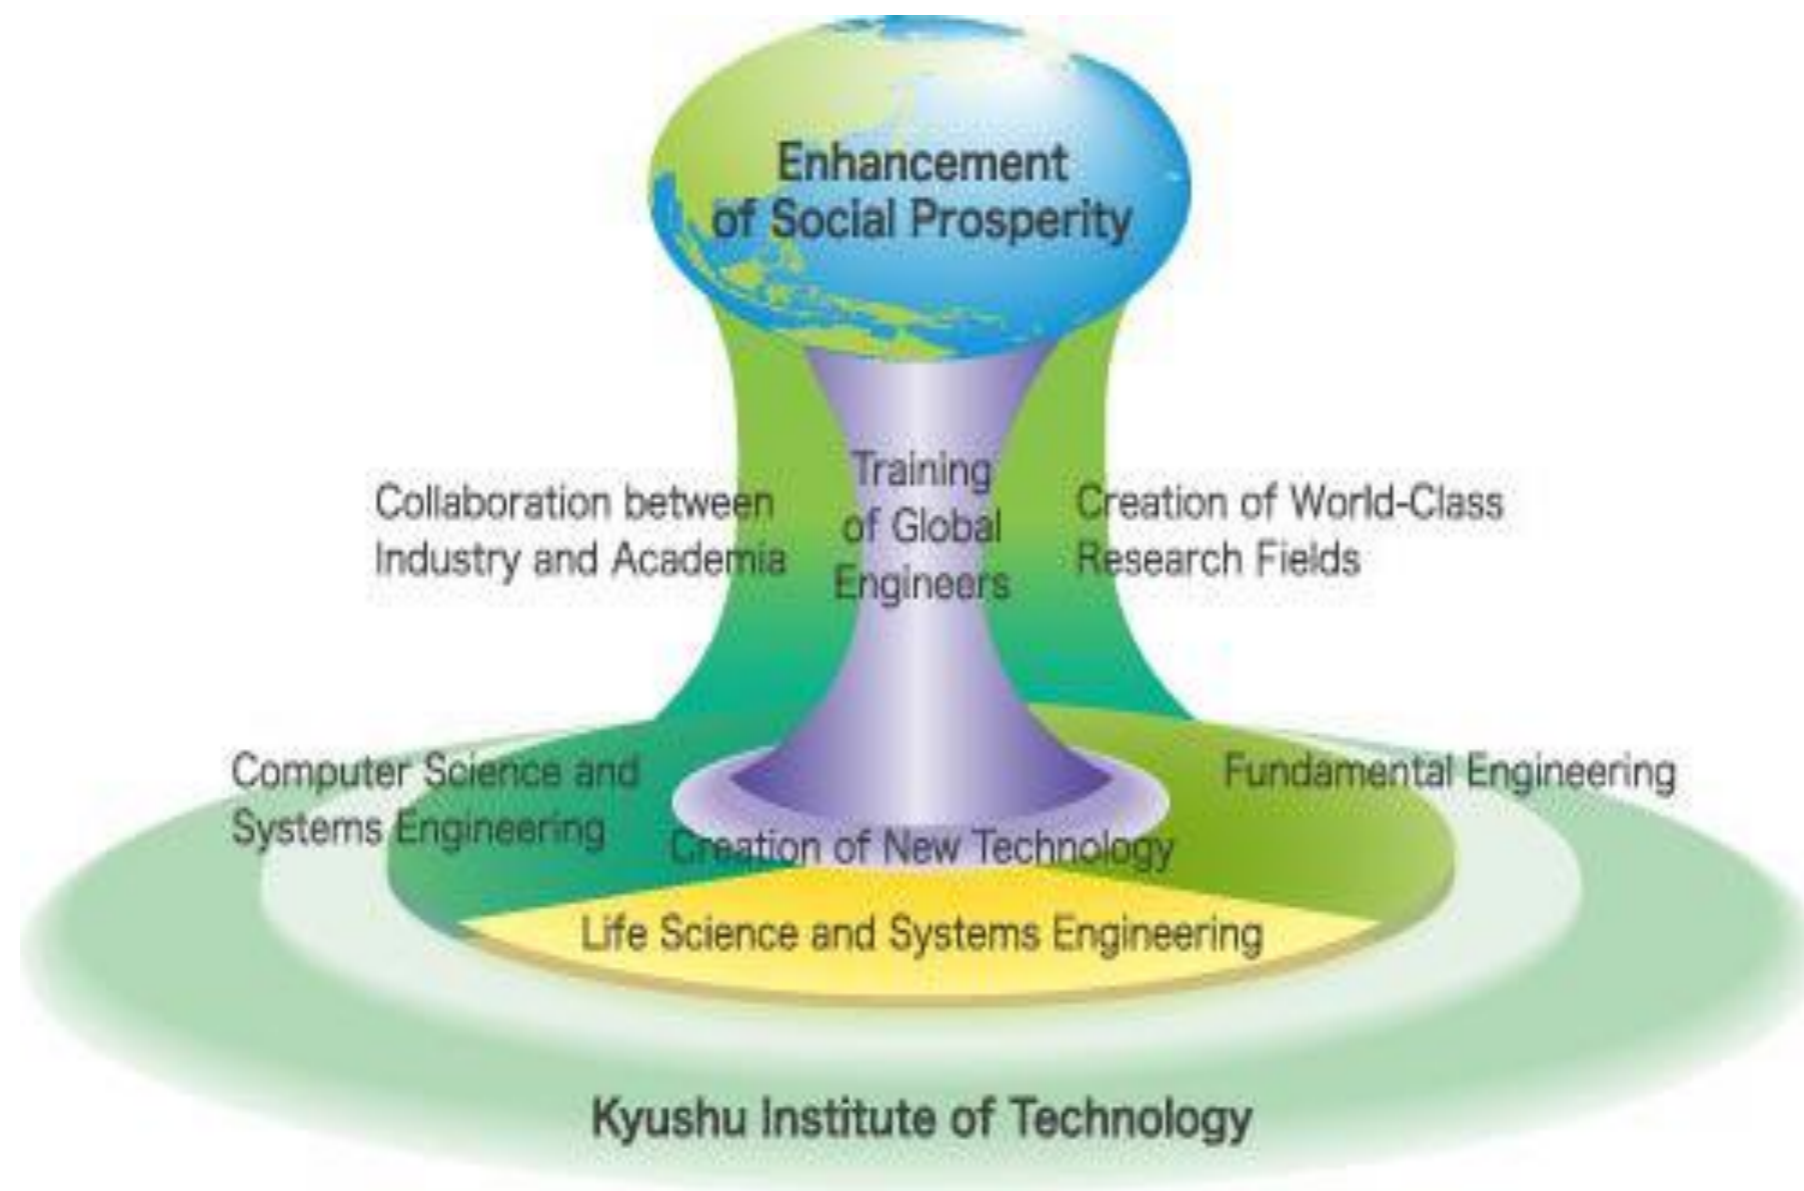 Enhancement
of Social Prosperity
Collaboration between
Industry and Academia
Training
of Global
Engineers
Creation of World-Class
Research Fields
Computer Science and
Systems Engineering
Fundamental Engineering
Creation of New Technology
Life Science and Systems Engineering
Kyushu Institute of Technology